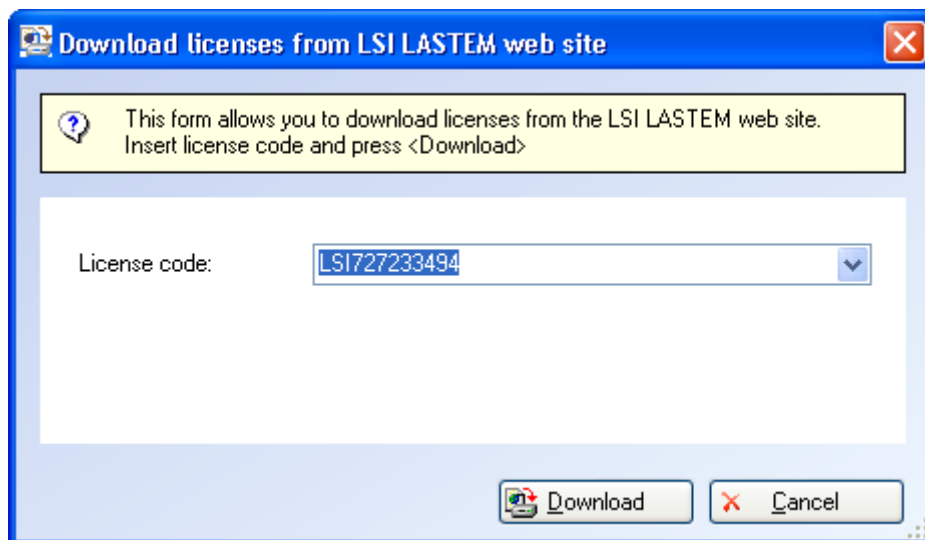 Download licenses from LSI LASTEM web site
This form allows you to download licenses from the LSI LASTEM web site.
Insert license code and press <Download>
License code:
LSI727233494
Download
Cancel